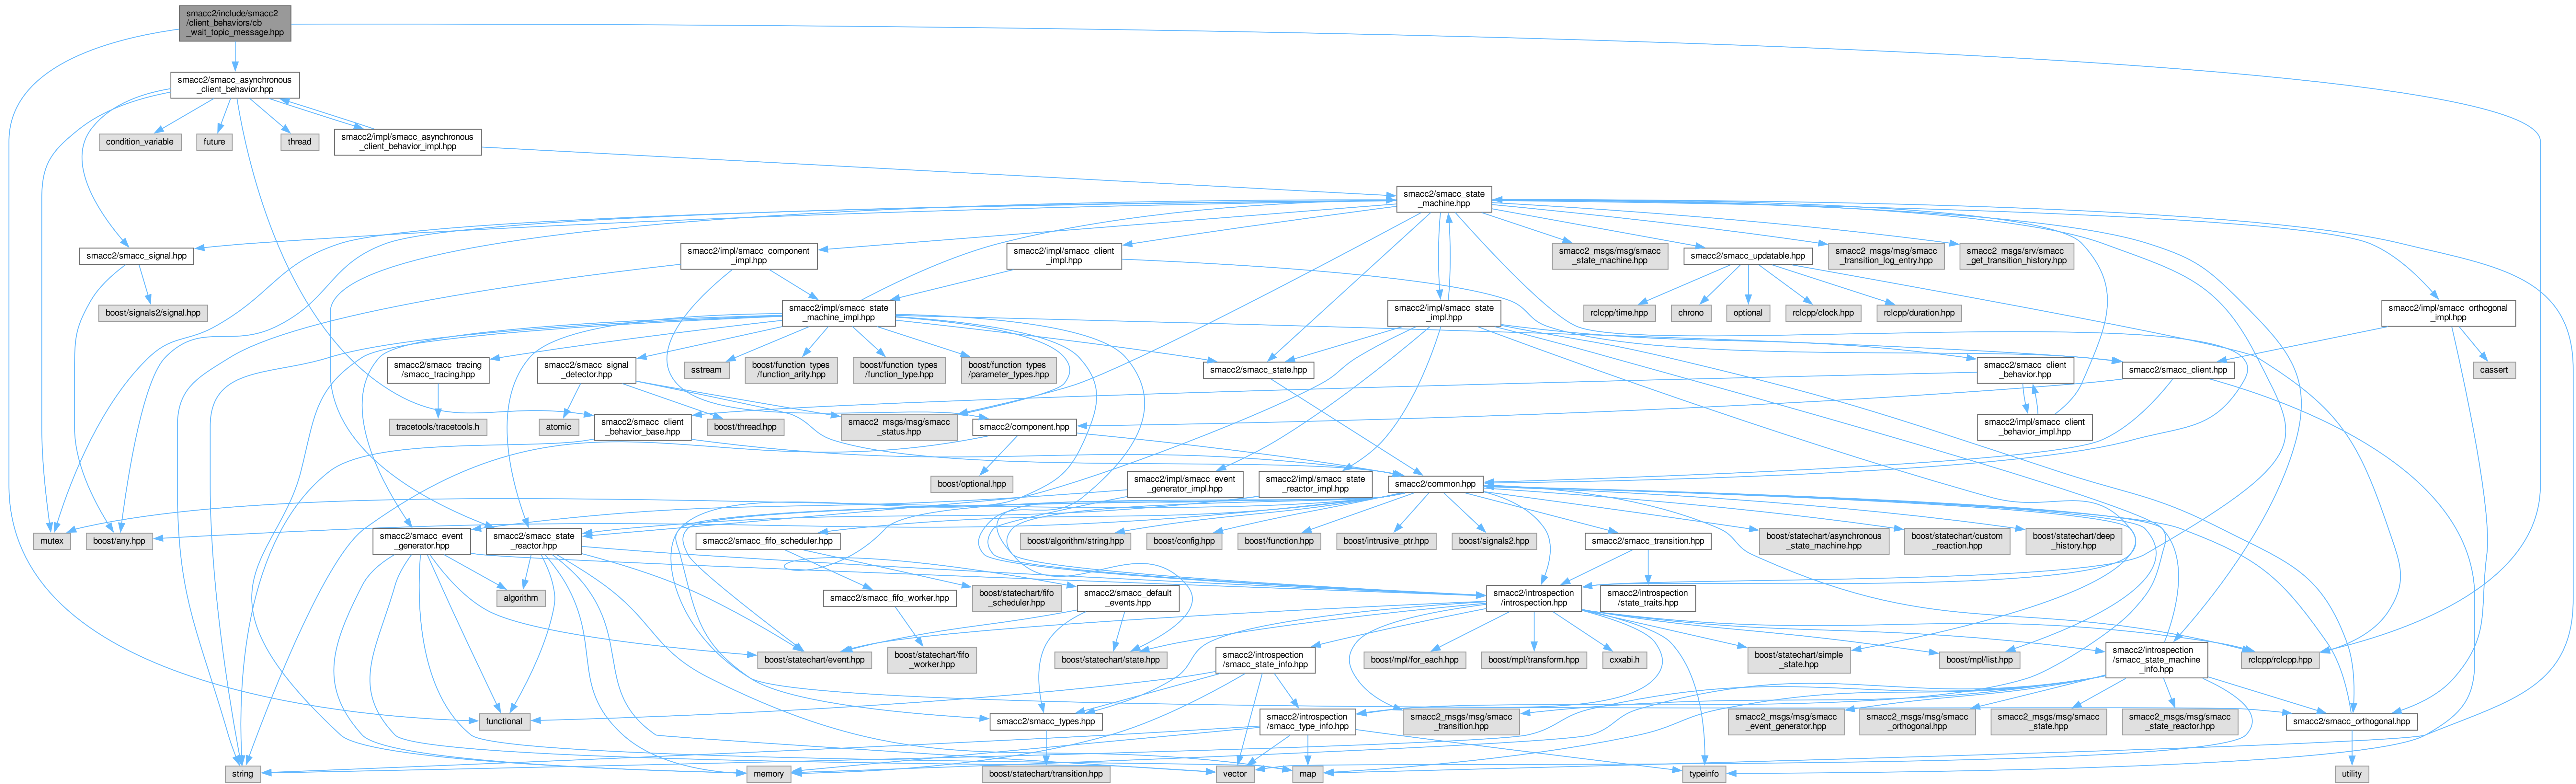 smacc2/include/smacc2
/client_behaviors/cb
_wait_topic_message.hpp
smacc2/smacc_asynchronous
_client_behavior.hpp
condition_variable
future
thread
smacc2/impl/smacc_asynchronous
_client_behavior_impl.hpp
smacc2/smacc_state
_machine.hpp
smacc2/smacc_signal.hpp
smacc2/impl/smacc_component
_impl.hpp
smacc2/impl/smacc_client
_impl.hpp
smacc2_msgs/msg/smacc
_state_machine.hpp
smacc2/smacc_updatable.hpp
smacc2_msgs/msg/smacc
_transition_log_entry.hpp
smacc2_msgs/srv/smacc
_get_transition_history.hpp
boost/signals2/signal.hpp
smacc2/impl/smacc_state
_machine_impl.hpp
smacc2/impl/smacc_state
_impl.hpp
rclcpp/time.hpp
chrono
optional
rclcpp/clock.hpp
rclcpp/duration.hpp
smacc2/impl/smacc_orthogonal
_impl.hpp
smacc2/smacc_tracing
/smacc_tracing.hpp
smacc2/smacc_signal
_detector.hpp
sstream
boost/function_types
/function_arity.hpp
boost/function_types
/function_type.hpp
boost/function_types
/parameter_types.hpp
smacc2/smacc_state.hpp
smacc2/smacc_client
_behavior.hpp
smacc2/smacc_client.hpp
cassert
tracetools/tracetools.h
atomic
smacc2/smacc_client
_behavior_base.hpp
boost/thread.hpp
smacc2_msgs/msg/smacc
_status.hpp
smacc2/component.hpp
smacc2/impl/smacc_client
_behavior_impl.hpp
boost/optional.hpp
smacc2/impl/smacc_event
_generator_impl.hpp
smacc2/impl/smacc_state
_reactor_impl.hpp
smacc2/common.hpp
mutex
boost/any.hpp
smacc2/smacc_event
_generator.hpp
smacc2/smacc_state
_reactor.hpp
smacc2/smacc_fifo_scheduler.hpp
boost/algorithm/string.hpp
boost/config.hpp
boost/function.hpp
boost/intrusive_ptr.hpp
boost/signals2.hpp
smacc2/smacc_transition.hpp
boost/statechart/asynchronous
_state_machine.hpp
boost/statechart/custom
_reaction.hpp
boost/statechart/deep
_history.hpp
algorithm
smacc2/smacc_fifo_worker.hpp
boost/statechart/fifo
_scheduler.hpp
smacc2/smacc_default
_events.hpp
smacc2/introspection
/introspection.hpp
smacc2/introspection
/state_traits.hpp
boost/statechart/event.hpp
boost/statechart/fifo
_worker.hpp
boost/statechart/state.hpp
smacc2/introspection
/smacc_state_info.hpp
boost/mpl/for_each.hpp
boost/mpl/transform.hpp
cxxabi.h
boost/statechart/simple
_state.hpp
boost/mpl/list.hpp
smacc2/introspection
/smacc_state_machine
_info.hpp
rclcpp/rclcpp.hpp
functional
smacc2/smacc_types.hpp
smacc2/introspection
/smacc_type_info.hpp
smacc2_msgs/msg/smacc
_transition.hpp
smacc2_msgs/msg/smacc
_event_generator.hpp
smacc2_msgs/msg/smacc
_orthogonal.hpp
smacc2_msgs/msg/smacc
_state.hpp
smacc2_msgs/msg/smacc
_state_reactor.hpp
smacc2/smacc_orthogonal.hpp
string
memory
boost/statechart/transition.hpp
vector
map
typeinfo
utility